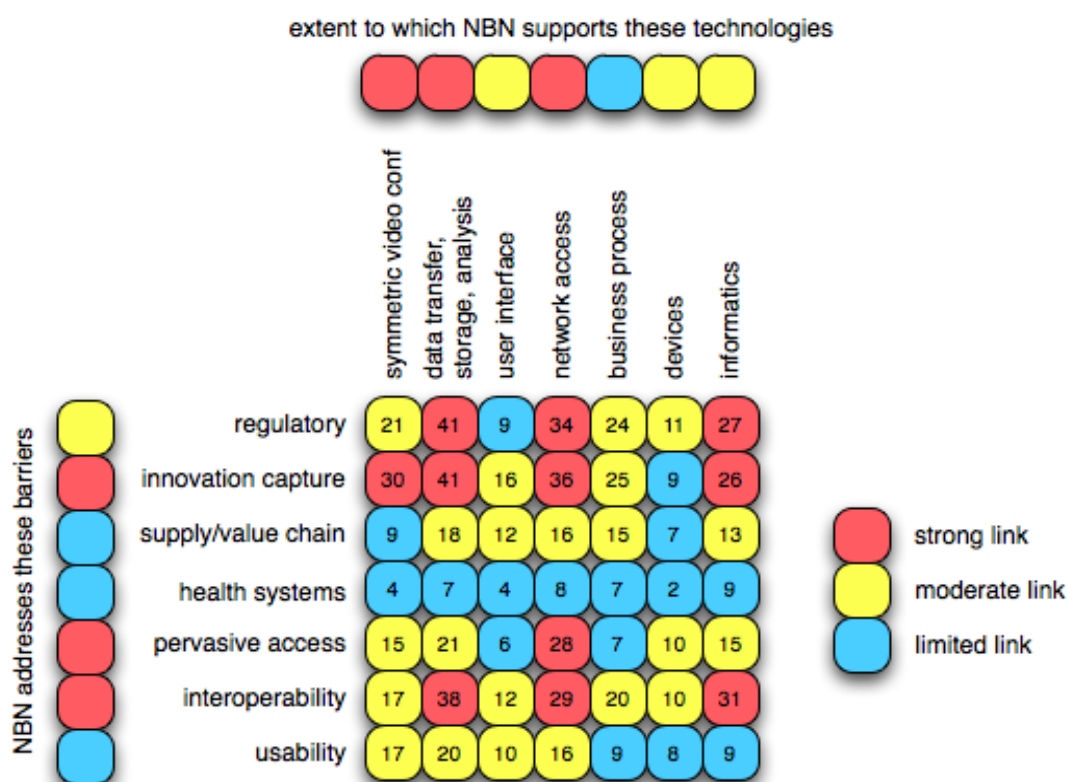 extent to which NBN supports these technologies
symmetric video conf
data transfer,
storage, analysis
user interface
network access
business process
devices
informatics
NBN addresses these barriers
regulatory 21 41 9 34 24 11 27
innovation capture 30 41 16 36 25 9 26
supply/value chain 9 18 12 16 15 7 13
health systems 4 7 4 8 7 2 9
pervasive access 15 21 6 28 7 10 15
interoperability 17 38 12 29 20 10 31
usability 17 20 10 16 9 8 9
strong link
moderate link
limited link